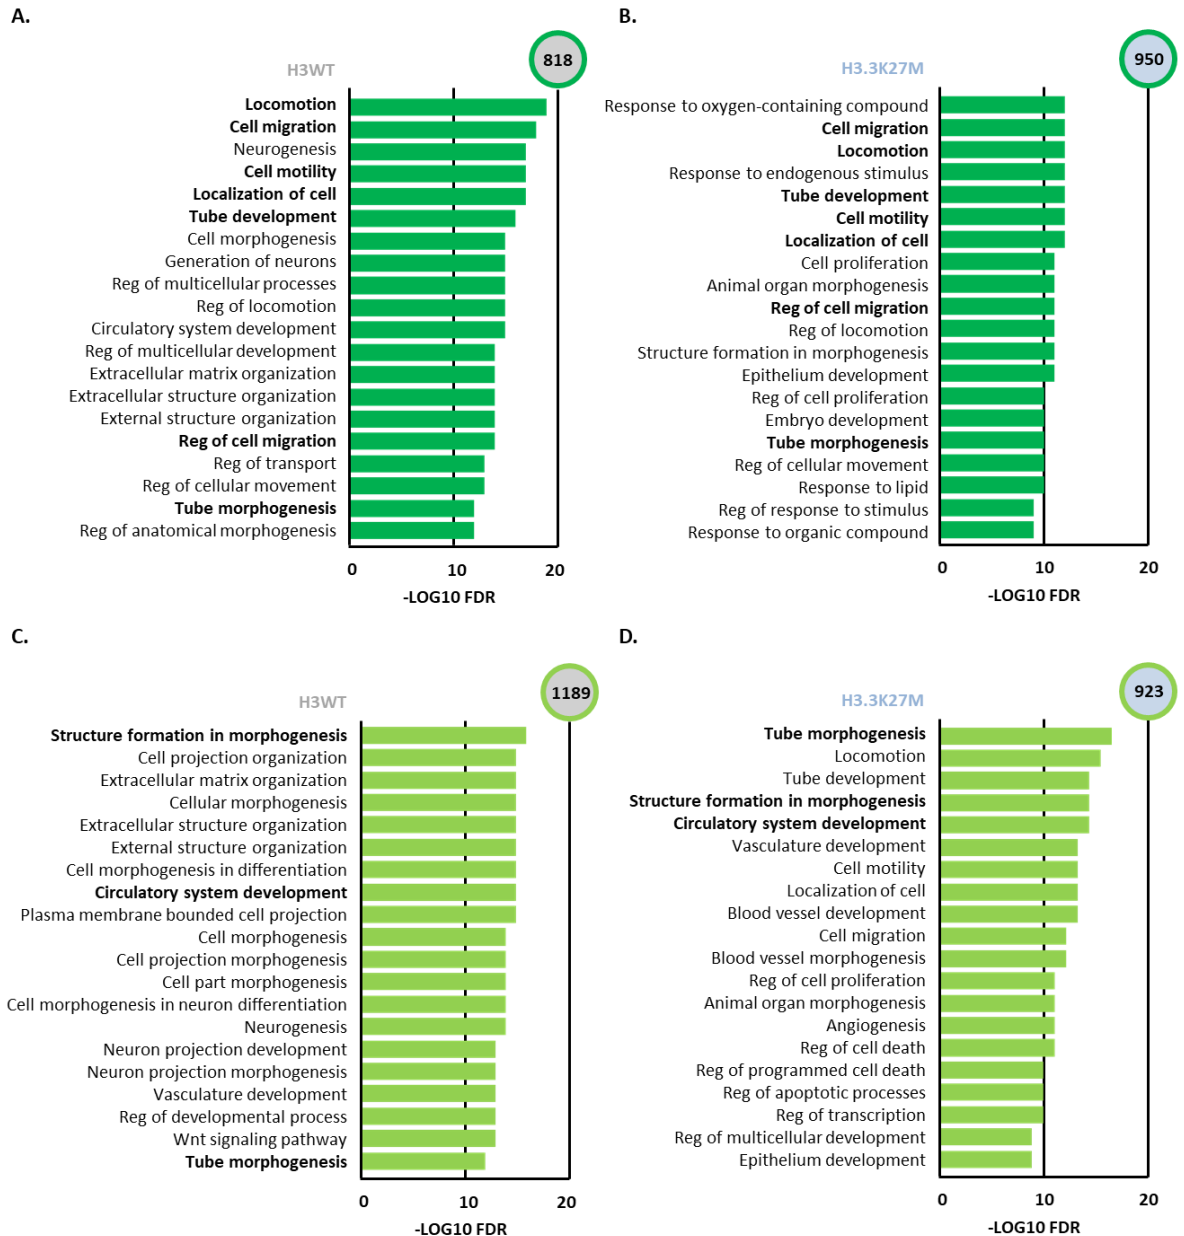 A.
818
H3WT
Locomotion
Cell migration
Neurogenesis
Cell motility
Localization of cell
Tube development
Cell morphogenesis
Generation of neurons
Reg of multicellular processes
Reg of locomotion
Circulatory system development
Reg of multicellular development
Extracellular matrix organization
Extracellular structure organization
External structure organization
Reg of cell migration
Reg of transport
Reg of cellular movement
Tube morphogenesis
Reg of anatomical morphogenesis
0 10 20
-LOG10 FDR
B.
950
H3.3K27M
Response to oxygen-containing compound
Cell migration
Locomotion
Response to endogenous stimulus
Tube development
Cell motility
Localization of cell
Cell proliferation
Animal organ morphogenesis
Reg of cell migration
Reg of locomotion
Structure formation in morphogenesis
Epithelium development
Reg of cell proliferation
Embryo development
Tube morphogenesis
Reg of cellular movement
Response to lipid
Reg of response to stimulus
Response to organic compound
0 10 20
-LOG10 FDR
C.
1189
H3WT
Structure formation in morphogenesis
Cell projection organization
Extracellular matrix organization
Cellular morphogenesis
Extracellular structure organization
External structure organization
Cell morphogenesis in differentiation
Circulatory system development
Plasma membrane bounded cell projection
Cell morphogenesis
Cell projection morphogenesis
Cell part morphogenesis
Cell morphogenesis in neuron differentiation
Neurogenesis
Neuron projection development
Neuron projection morphogenesis
Vasculature development
Reg of developmental process
Wnt signaling pathway
Tube morphogenesis
0 10 20
-LOG10 FDR
D.
923
H3.3K27M
Tube morphogenesis
Locomotion
Tube development
Structure formation in morphogenesis
Circulatory system development
Vasculature development
Cell motility
Localization of cell
Blood vessel development
Cell migration
Blood vessel morphogenesis
Reg of cell proliferation
Animal organ morphogenesis
Angiogenesis
Reg of cell death
Reg of programmed cell death
Reg of apoptotic processes
Reg of transcription
Reg of multicellular development
Epithelium development
0 10 20
-LOG10 FDR